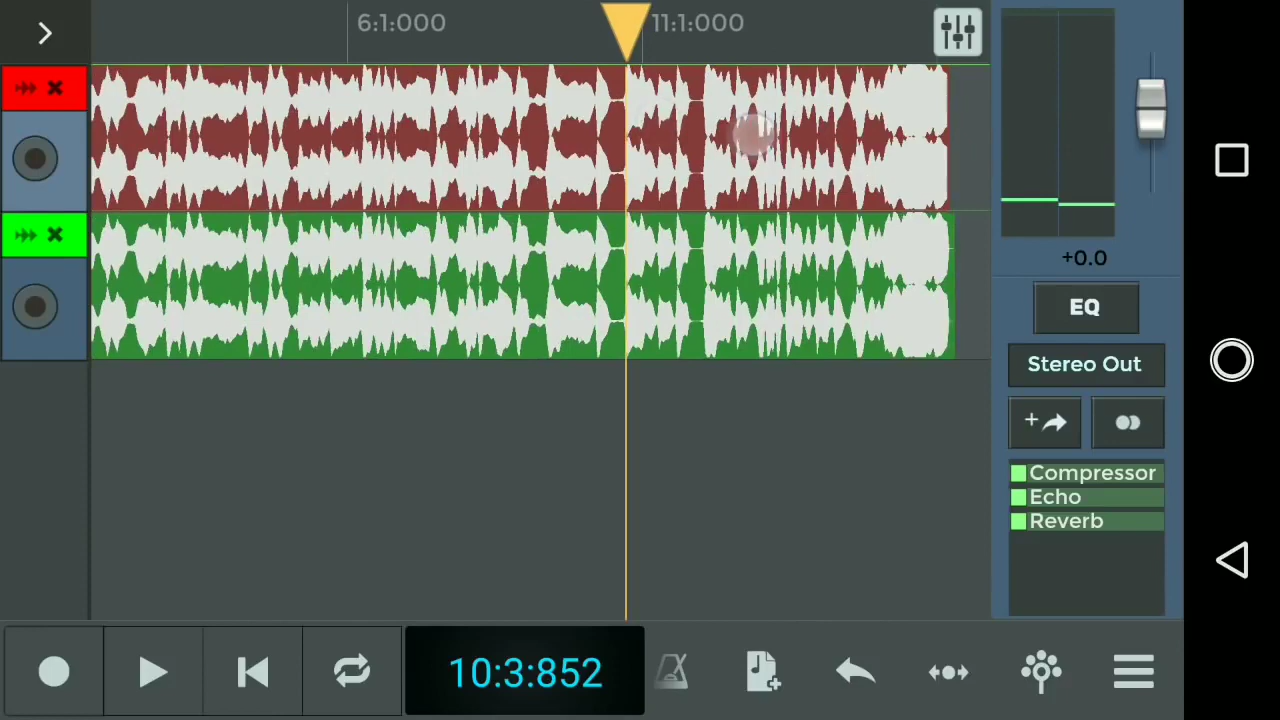 6:1:000
11:1:000
+0.0
EQ
Stereo Out
Compressor
Echo
Reverb
10:3:852